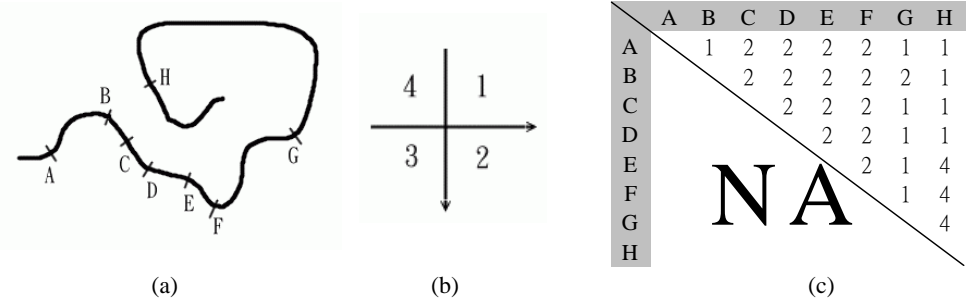 H
B
A
C
D
E
F
G
4 1
3 2
A B C D E F G H
A 1 2 2 2 2 1 1
B 2 2 2 2 2 1
C 2 2 2 1 1
D 2 2 1 1
E 2 1 4
F 1 4
G 4
H
NA
(a) (b) (c)